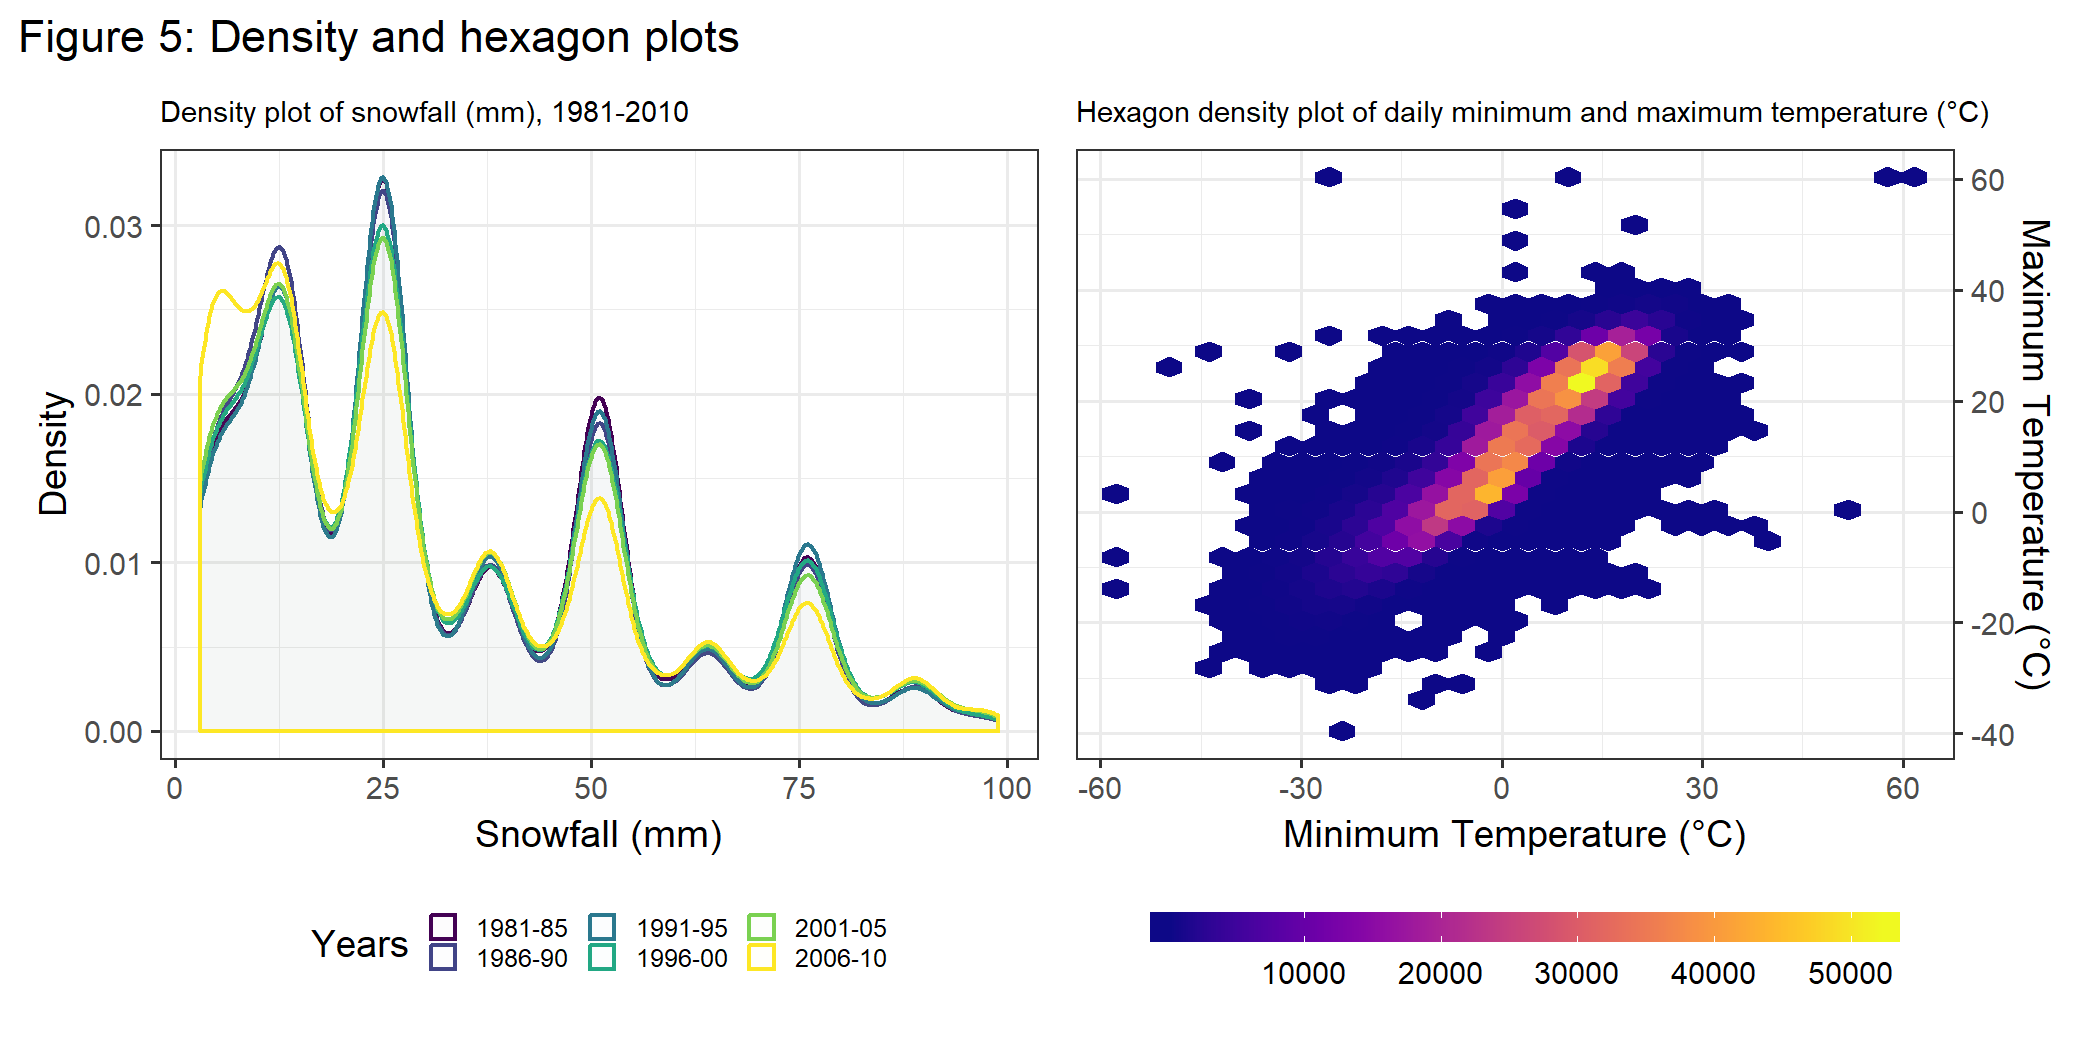 Figure 5: Density and hexagon plots
Density plot of snowfall (mm), 1981-2010
Density
0.03
0.02
0.01
0.00
0 25 50 75 100
Snowfall (mm)
Years
1981-85 1991-95 2001-05
1986-90 1996-00 2006-10
Hexagon density plot of daily minimum and maximum temperature (°C)
60
40
20
0
-20
-40
Maximum Temperature (°C)
-60 -30 0 30 60
Minimum Temperature (°C)
10000 20000 30000 40000 50000